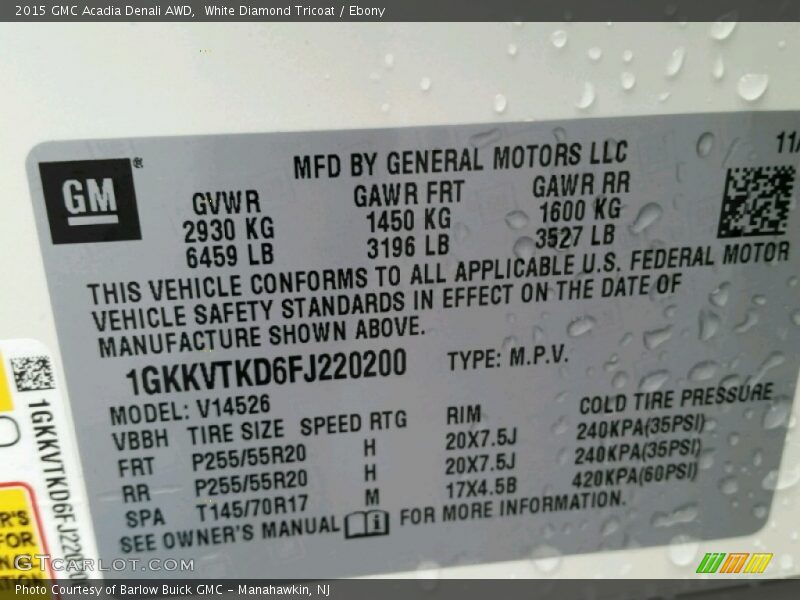 2015 GMC Acadia Denali AWD, White Diamond Tricoat / Ebony
GM ®
MFD BY GENERAL MOTORS LLC
11/
GVWR GAWR FRT GAWR RR
2930 KG 1450 KG 1600 KG
6459 LB 3196 LB 3527 LB
THIS VEHICLE CONFORMS TO ALL APPLICABLE U.S. FEDERAL MOTOR
VEHICLE SAFETY STANDARDS IN EFFECT ON THE DATE OF
MANUFACTURE SHOWN ABOVE.
1GKKVTKD6FJ220200 TYPE: M.P.V.
MODEL: V14526
VBBH TIRE SIZE SPEED RTG RIM COLD TIRE PRESSURE
FRT P255/55R20 H 20X7.5J 240KPA(35PSI)
RR P255/55R20 H 20X7.5J 240KPA(35PSI)
SPA T145/70R17 M 17X4.5B 420KPA(60PSI)
SEE OWNER'S MANUAL FOR MORE INFORMATION.
1GKKVTKD6FJ220200
R'S
FOR
GTCARLOT.COM
Photo Courtesy of Barlow Buick GMC – Manahawkin, NJ